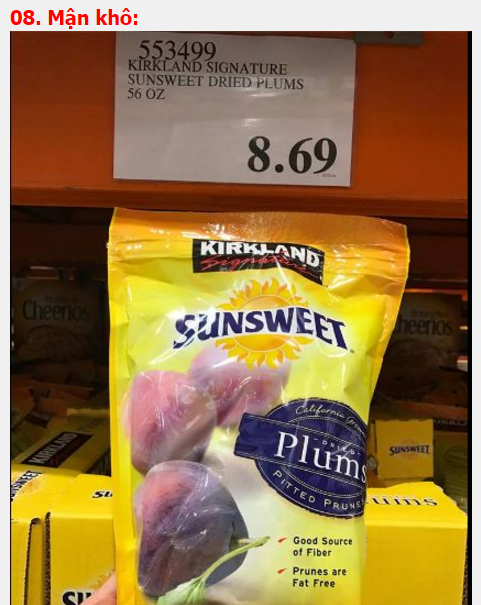 08. Mận khô:
553499
KIRKLAND SIGNATURE
SUNSWEET DRIED PLUMS
56 OZ
8.69
KIRKLAND
Signature
SUNSWEET
Cheerios
Cheerios
California Grown
DRIED
Plums
PITTED PRUNES
KIRKLAND
SUNSWEET
Good Source
of Fiber
Prunes are
Fat Free